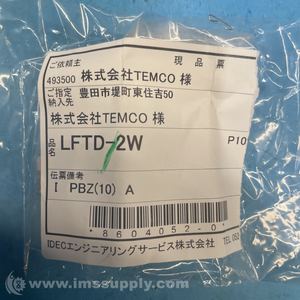 ご依頼主
現品票
493500 株式会社TEMCO 様
ご指定 豊田市堤町東住吉50
納入先
株式会社TEMCO 様
品名 LFTD-2W P10
伝票備考
I PBZ(10) A
*8604052-0*
IDECエンジニアリングサービス株式会社 TEL 052
© www.imssupply.com